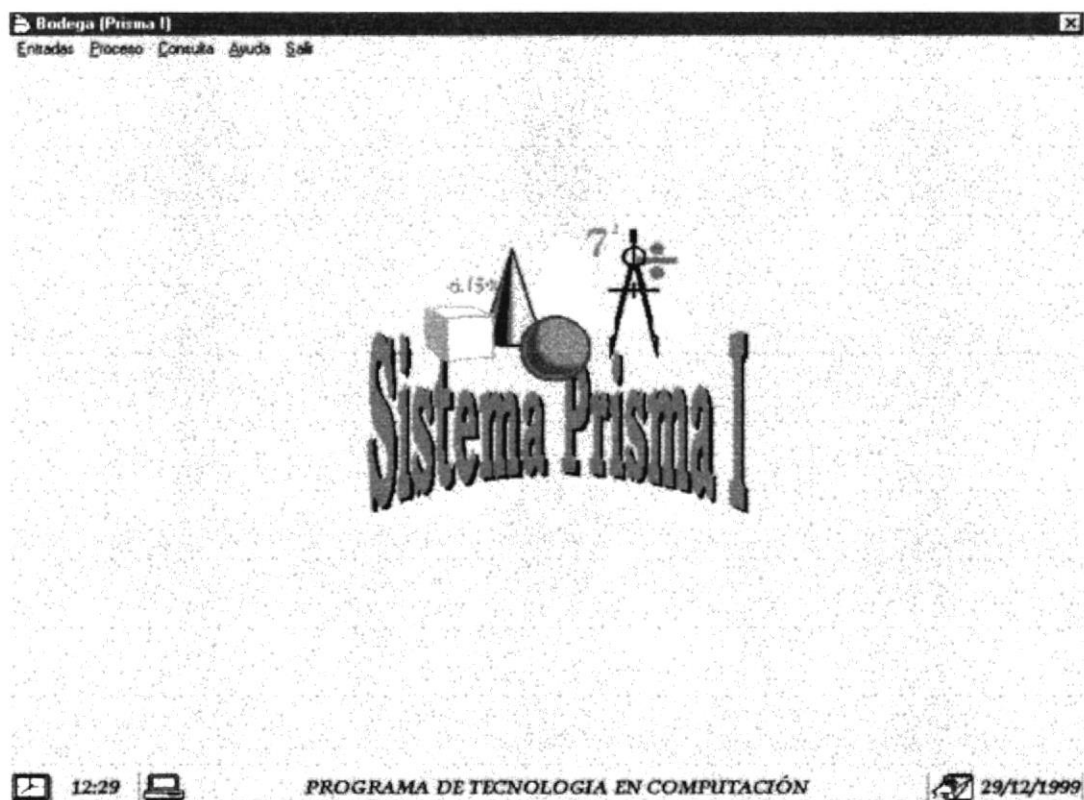 Bodega (Prisma I)
Entradas Proceso Consulta Ayuda Salir
7
Sistema Prisma I
12:29 PROGRAMA DE TECNOLOGIA EN COMPUTACIÓN 29/12/1999